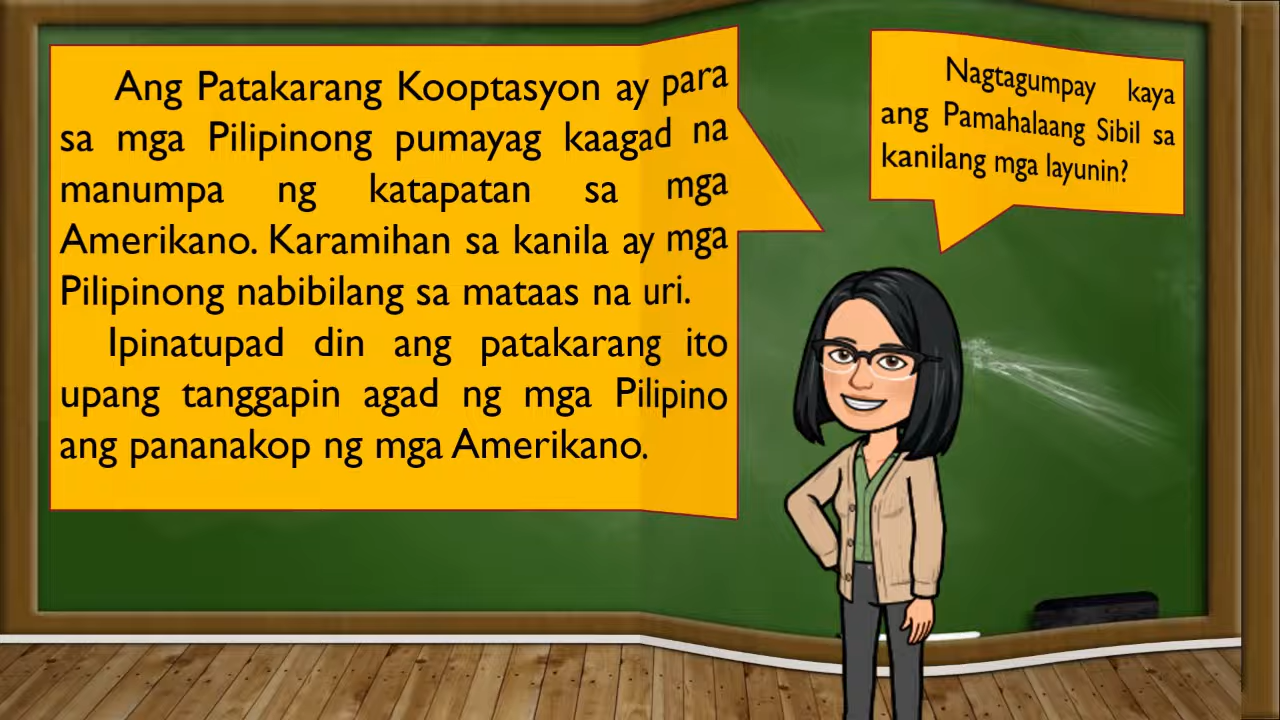 Ang Patakarang Kooptasyon ay para
sa mga Pilipinong pumayag kaagad na
manumpa ng katapatan sa mga
Amerikano. Karamihan sa kanila ay mga
Pilipinong nabibilang sa mataas na uri.
Ipinatupad din ang patakarang ito
upang tanggapin agad ng mga Pilipino
ang pananakop ng mga Amerikano.
Nagtagumpay kaya
ang Pamahalaang Sibil sa
kanilang mga layunin?